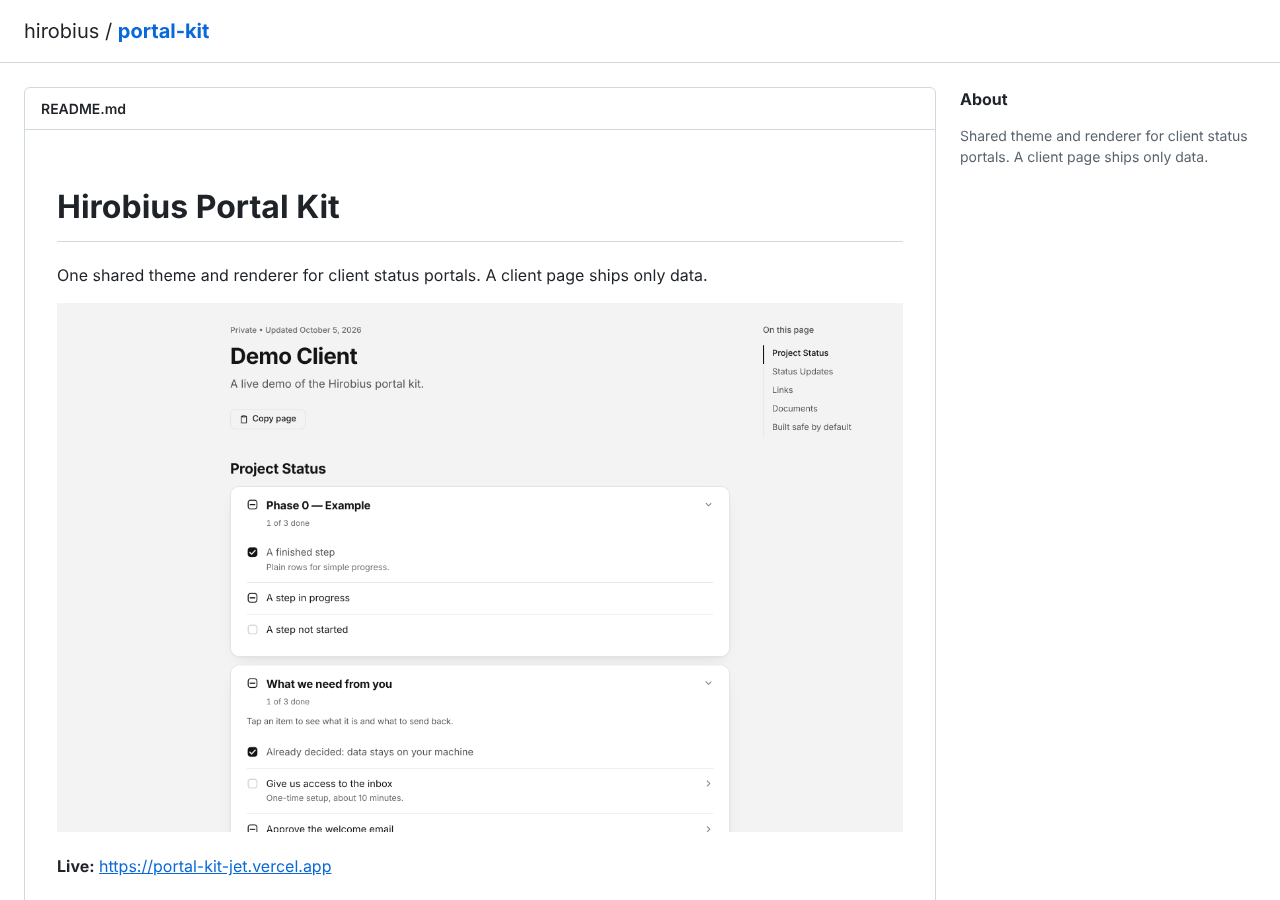 hirobius / portal-kit
README.md
Hirobius Portal Kit
One shared theme and renderer for client status portals. A client page ships only data.
Private • Updated October 5, 2026
Demo Client
A live demo of the Hirobius portal kit.
Copy page
On this page
Project Status
Status Updates
Links
Documents
Built safe by default
Project Status
Phase 0 — Example
1 of 3 done
A finished step
Plain rows for simple progress.
A step in progress
A step not started
What we need from you
1 of 3 done
Tap an item to see what it is and what to send back.
Already decided: data stays on your machine
Give us access to the inbox
One-time setup, about 10 minutes.
Approve the welcome email
Live: https://portal-kit-jet.vercel.app
About
Shared theme and renderer for client status
portals. A client page ships only data.